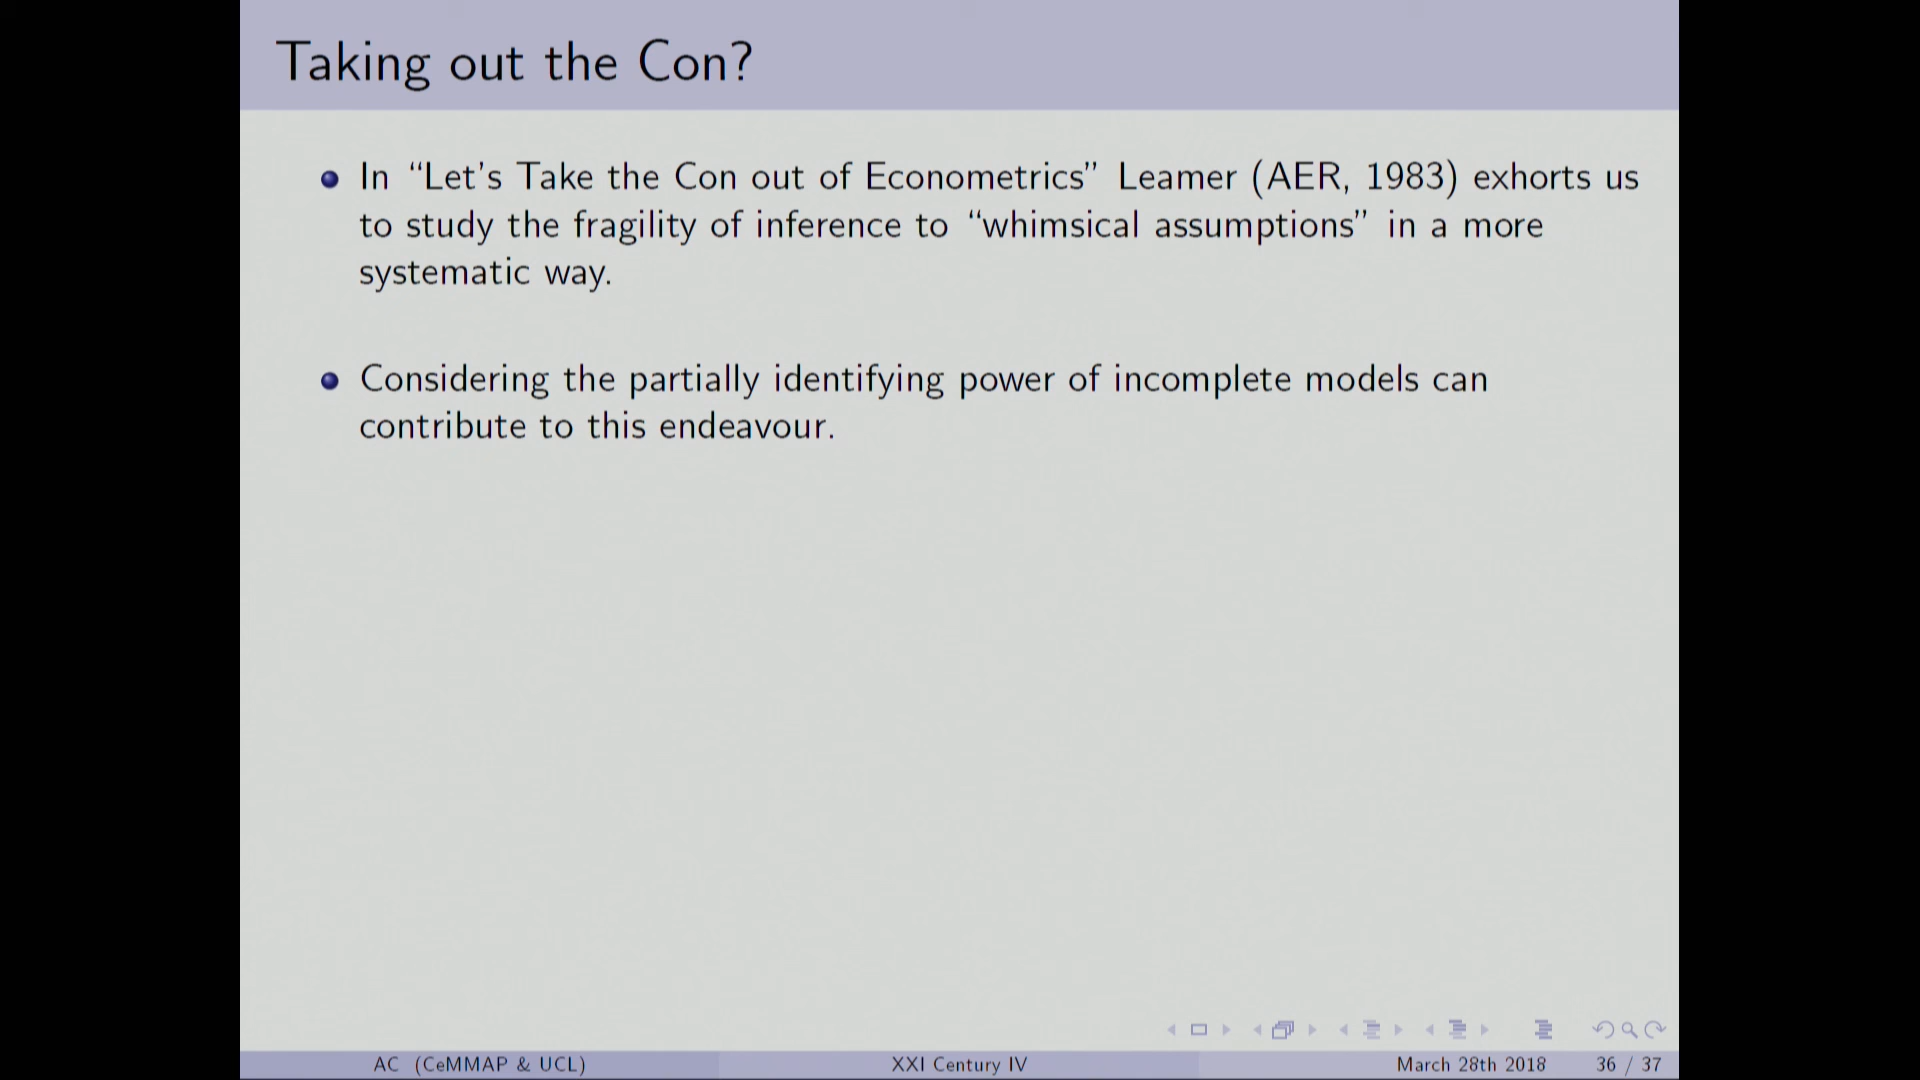 Taking out the Con?
In “Let’s Take the Con out of Econometrics” Leamer (AER, 1983) exhorts us
to study the fragility of inference to “whimsical assumptions” in a more
systematic way.
Considering the partially identifying power of incomplete models can
contribute to this endeavour.
AC (CeMMAP & UCL) XXI Century IV March 28th 2018 36 / 37